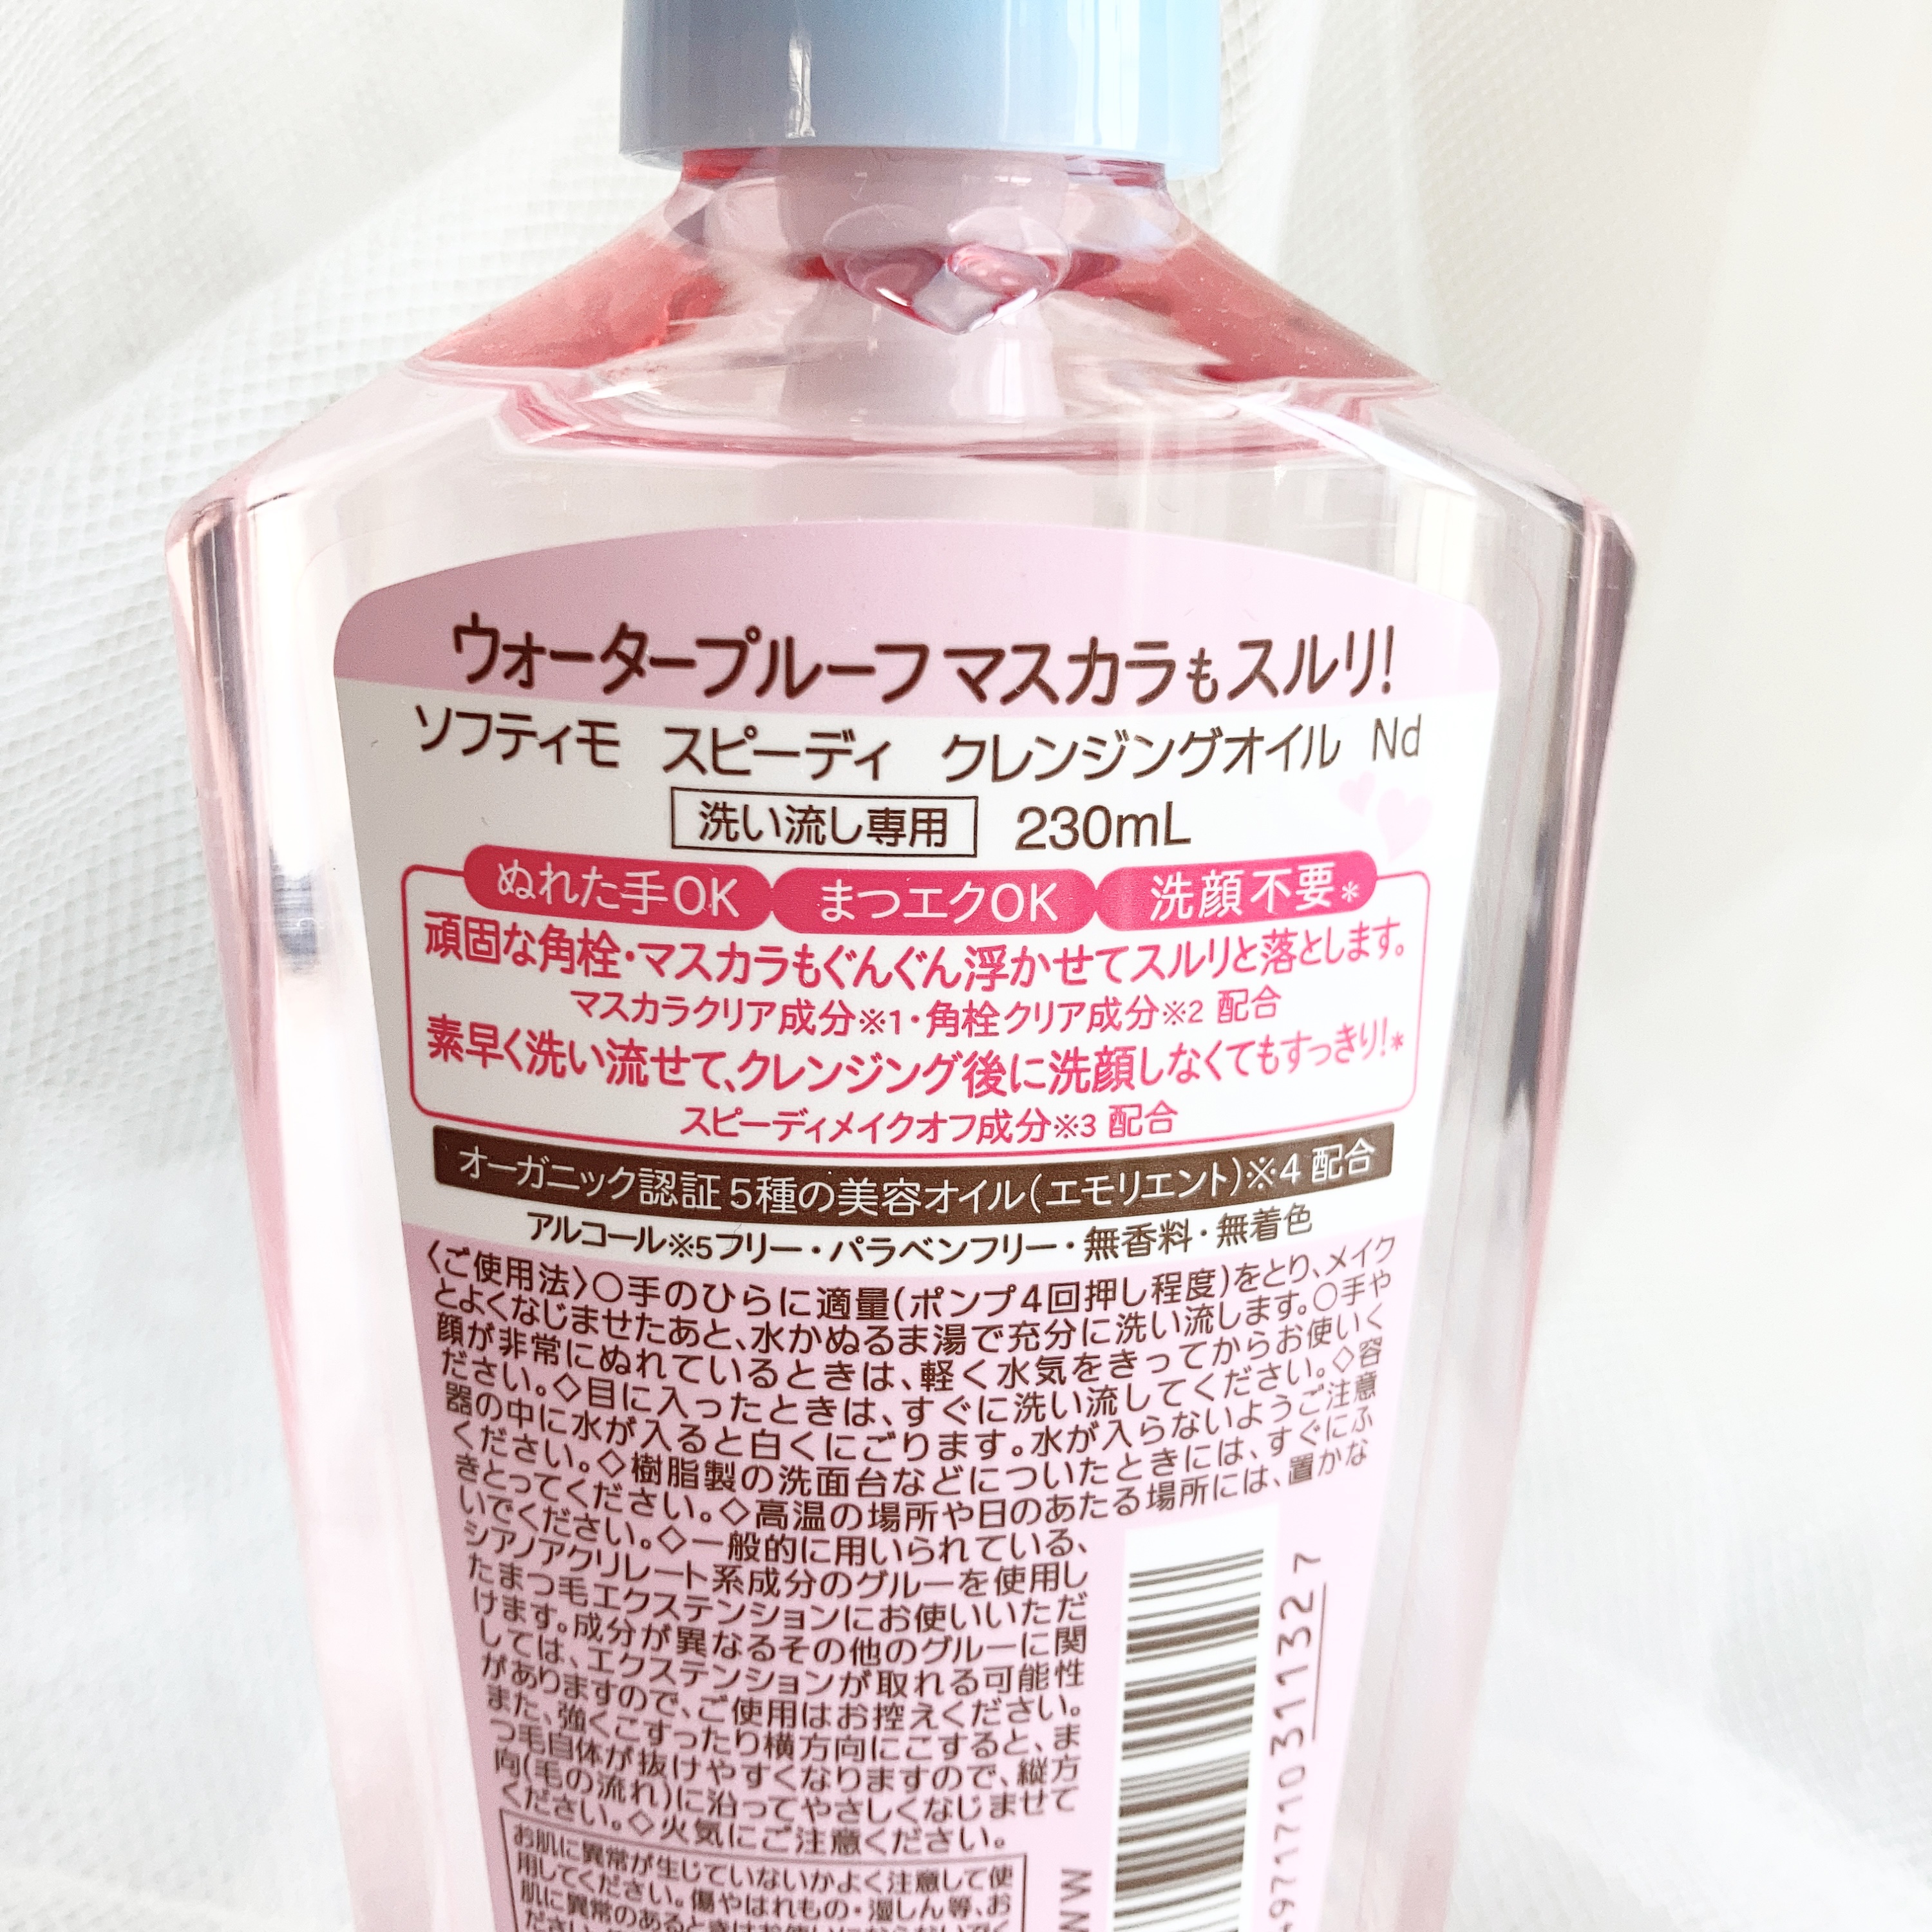 ウォータープルーフマスカラもスルリ!
ソフティモ スピーディ クレンジングオイル Nd
洗い流し専用 230mL
ぬれた手OK まつエクOK 洗顔不要*
頑固な角栓・マスカラもぐんぐん浮かせてスルリと落とします。
マスカラクリア成分※1・角栓クリア成分※2 配合
素早く洗い流せて、クレンジング後に洗顔しなくてもすっきり!*
スピーディメイクオフ成分※3 配合
オーガニック認証5種の美容オイル(エモリエント)※4 配合
アルコール※5フリー・パラベンフリー・無香料・無着色
〈ご使用法〉○手のひらに適量(ポンプ4回押し程度)をとり、メイク
とよくなじませたあと、水かぬるま湯で充分に洗い流します。○手や
顔が非常にぬれているときは、軽く水気をきってからお使いく
ださい。◇目に入ったときは、すぐに洗い流してください。◇容
器の中に水が入ると白くにごります。水が入らないようご注意
ください。◇樹脂製の洗面台などについたときには、すぐにふ
きとってください。◇高温の場所や日のあたる場所には、置かな
いでください。◇一般的に用いられている、
シアノアクリレート系成分のグルーを使用し
たまつ毛エクステンションにお使いいただ
けます。成分が異なるその他のグルーに関
しては、エクステンションが取れる可能性
がありますので、ご使用はお控えください。
また、強くこすったり横方向にこすると、ま
つ毛自体が抜けやすくなりますので、縦方
向(毛の流れ)に沿ってやさしくなじませて
ください。◇火気にご注意ください。
お肌に異常が生じていないかよく注意して使
用してください。傷やはれもの・湿しん等、お
肌に異常のあるときはお使いにならないでく
971710 311327